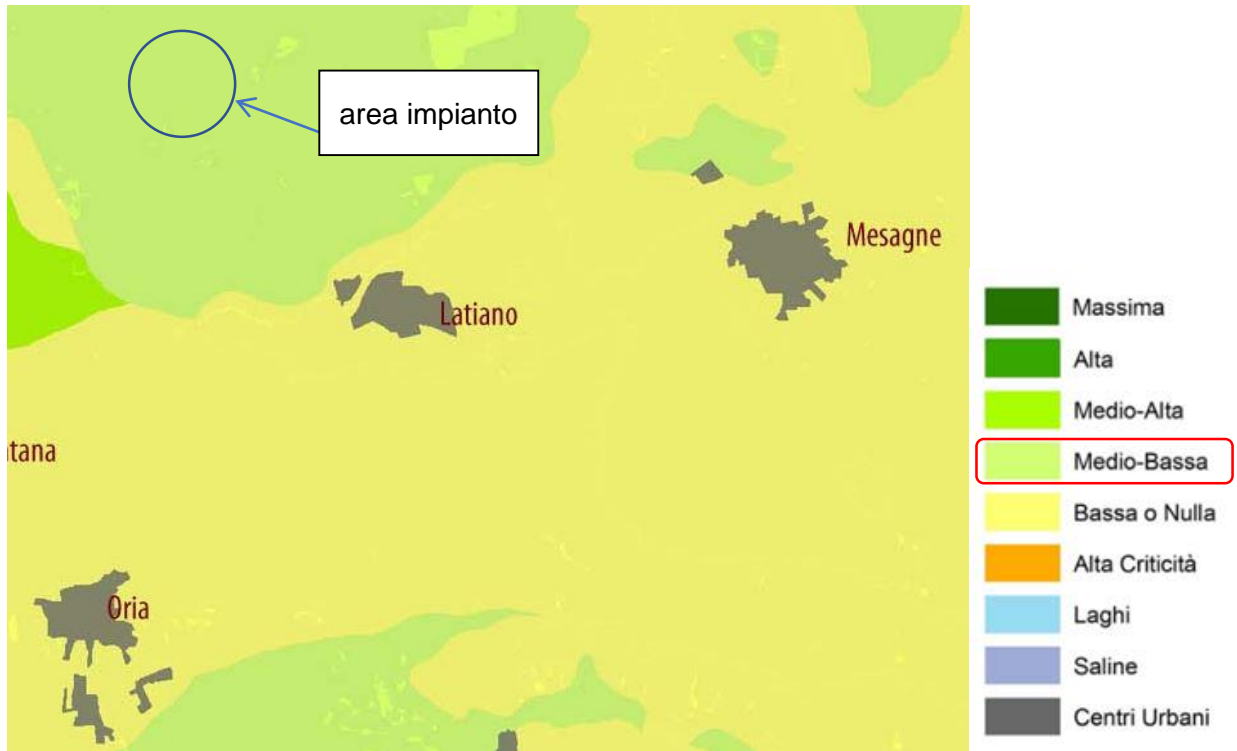 area impianto
Mesagne
Latiano
tana
Oria
Massima
Alta
Medio-Alta
Medio-Bassa
Bassa o Nulla
Alta Criticità
Laghi
Saline
Centri Urbani